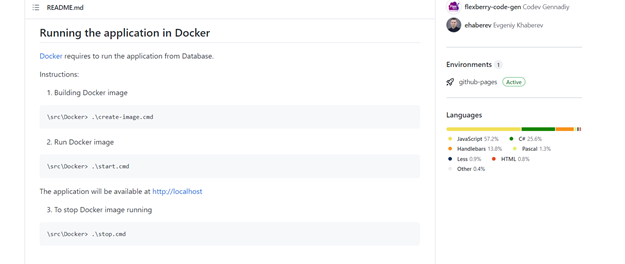 README.md
Running the application in Docker
Docker requires to run the application from Database.
Instructions:
1. Building Docker image
\src\Docker> .\create-image.cmd
2. Run Docker image
\src\Docker> .\start.cmd
The application will be available at http://localhost
3. To stop Docker image running
\src\Docker> .\stop.cmd
flexberry-code-gen Codev Gennadiy
ehaberev Evgeniy Khaberev
Environments 1
github-pages Active
Languages
JavaScript 57.2% C# 25.6%
Handlebars 13.8% Pascal 1.3%
Less 0.9% HTML 0.8%
Other 0.4%